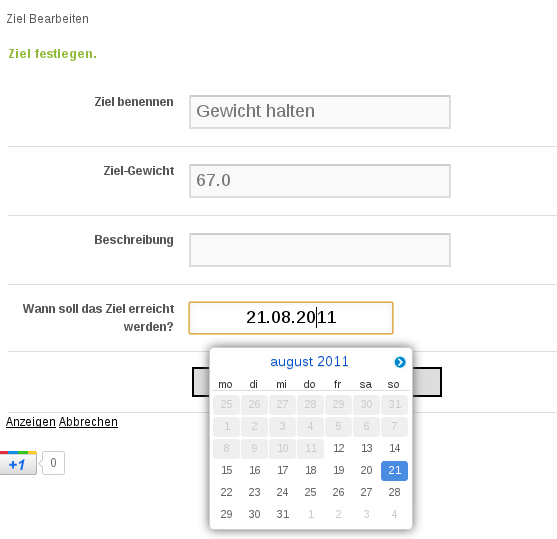 Ziel Bearbeiten
Ziel festlegen.
Ziel benennen Gewicht halten
Ziel-Gewicht 67.0
Beschreibung
Wann soll das Ziel erreicht
werden?
21.08.2011
august 2011
mo di mi do fr sa so
25 26 27 28 29 30 31
1 2 3 4 5 6 7
8 9 10 11 12 13 14
15 16 17 18 19 20 21
22 23 24 25 26 27 28
29 30 31 1 2 3 4
Anzeigen Abbrechen
+1 0